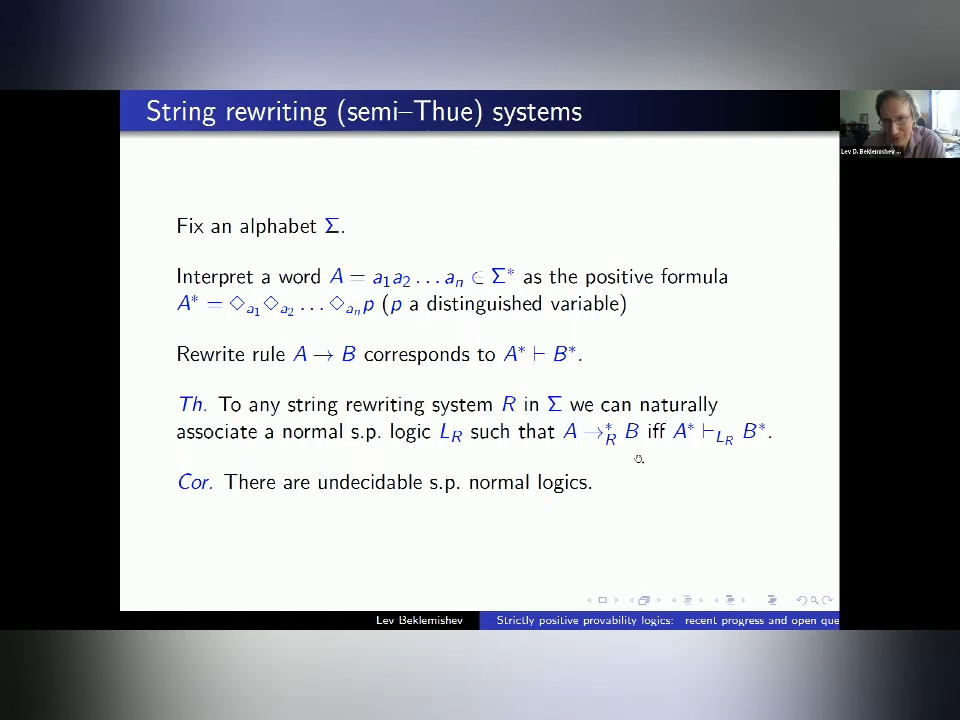 String rewriting (semi–Thue) systems
Lev D. Beklemishev ...
Fix an alphabet Σ.
Interpret a word A = a₁a₂ . . . aₙ ∈ Σ* as the positive formula
A* = ◇a₁◇a₂ . . . ◇aₙp (p a distinguished variable)
Rewrite rule A → B corresponds to A* ⊢ B*.
Th. To any string rewriting system R in Σ we can naturally
associate a normal s.p. logic L_R such that A →*_R B iff A* ⊢_{L_R} B*.
Cor. There are undecidable s.p. normal logics.
Lev Beklemishev
Strictly positive provability logics: recent progress and open que